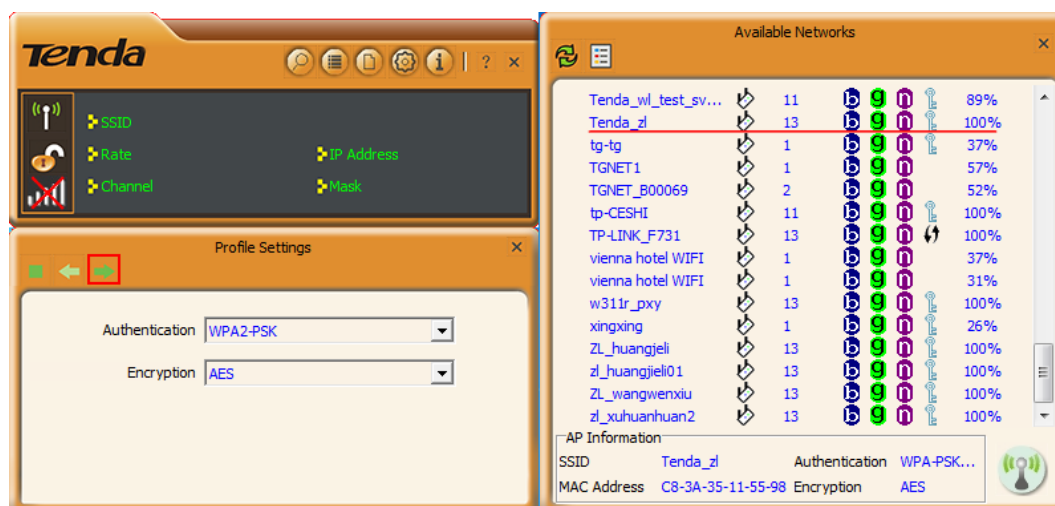 Tenda
? ×
SSID
Rate IP Address
Channel Mask
Profile Settings ×
Authentication WPA2-PSK
Encryption AES
Available Networks ×
Tenda_wl_test_sv... 11 b g n 89%
Tenda_zl 13 b g n 100%
tg-tg 1 b g n 37%
TGNET1 1 b g n 57%
TGNET_B00069 2 b g n 52%
tp-CESHI 11 b g n 100%
TP-LINK_F731 13 b g n 100%
vienna hotel WIFI 1 b g n 37%
vienna hotel WIFI 1 b g n 31%
w311r_pxy 13 b g n 100%
xingxing 1 b g n 26%
ZL_huangjeli 13 b g n 100%
zl_huangjieli01 13 b g n 100%
ZL_wangwenxiu 13 b g n 100%
zl_xuhuanhuan2 13 b g n 100%
AP Information
SSID Tenda_zl Authentication WPA-PSK...
MAC Address C8-3A-35-11-55-98 Encryption AES